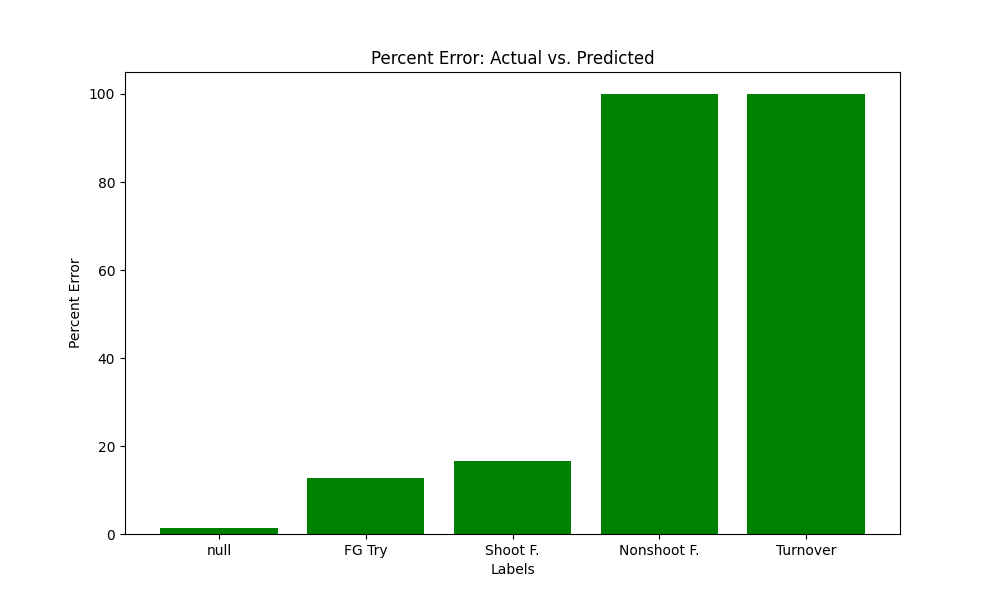 Percent Error: Actual vs. Predicted
100
80
60
40
20
0
Percent Error
null FG Try Shoot F. Nonshoot F. Turnover
Labels